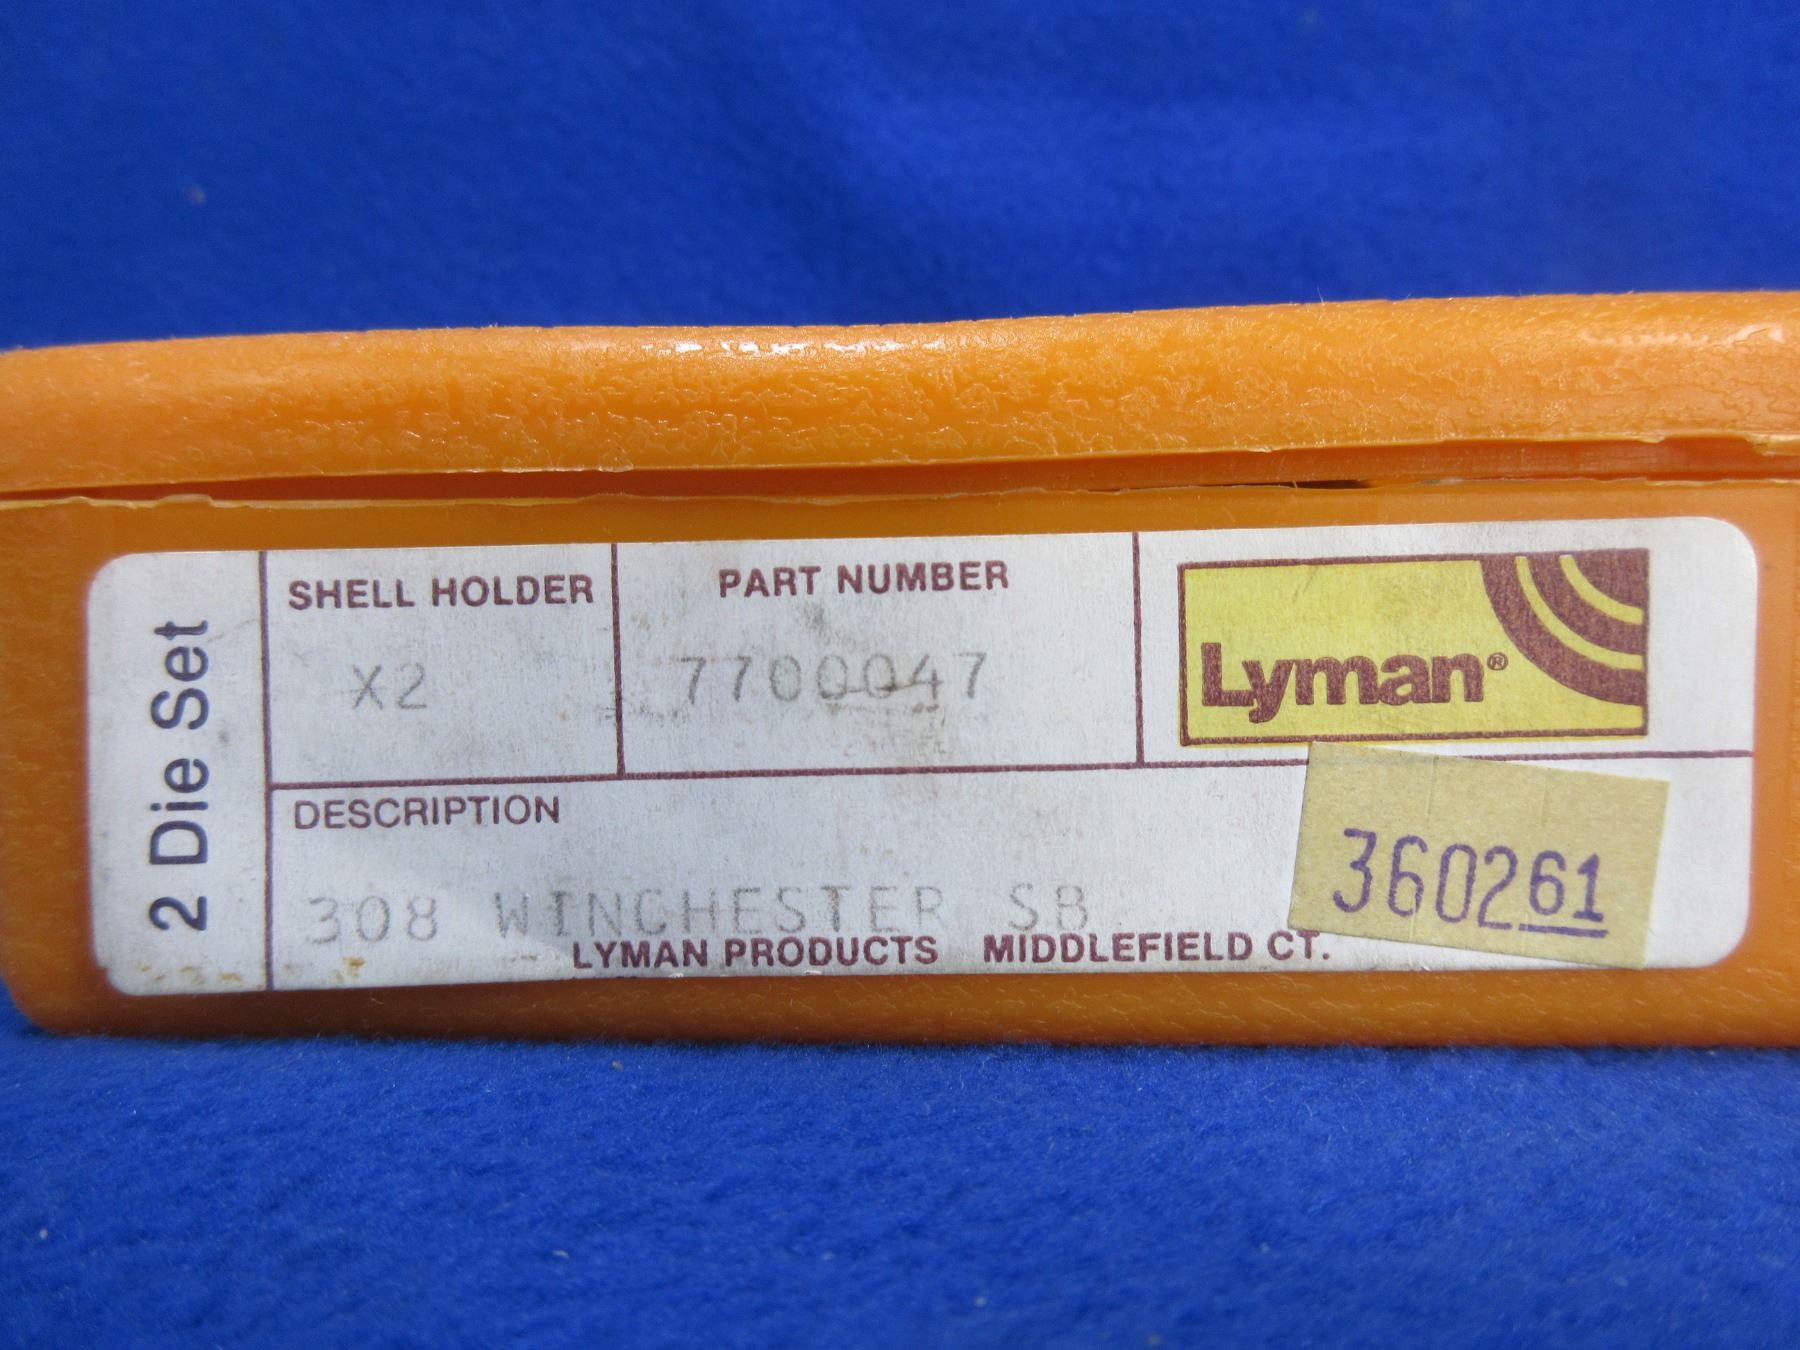 2 Die Set
SHELL HOLDER
X2
PART NUMBER
7700047
Lyman®
DESCRIPTION
308 WINCHESTER SB
LYMAN PRODUCTS MIDDLEFIELD CT.
360261